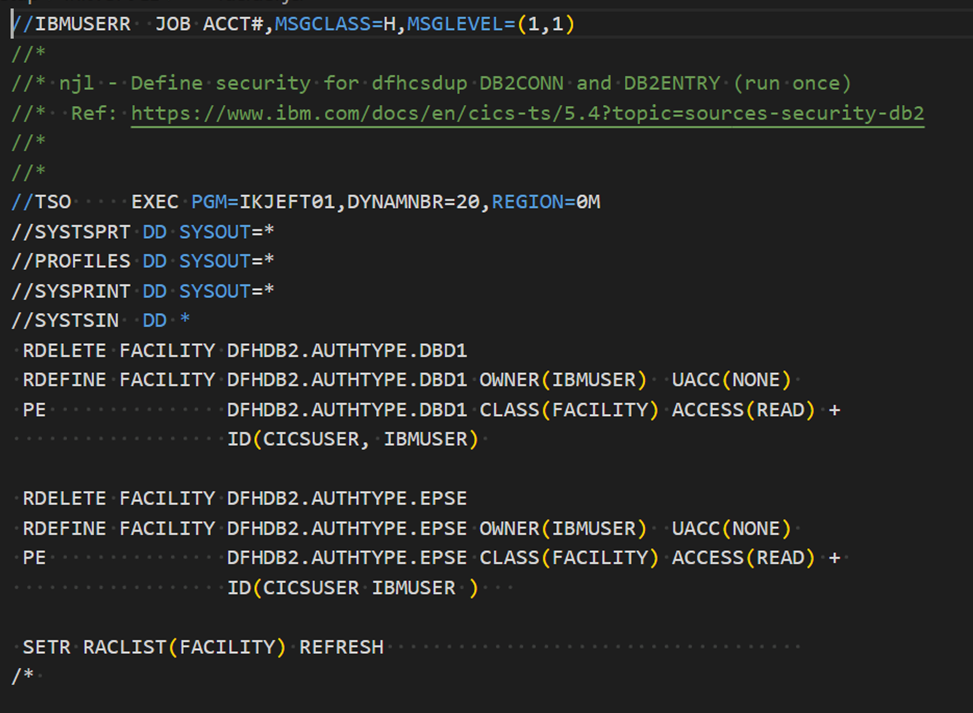 //IBMUSERR  JOB ACCT#,MSGCLASS=H,MSGLEVEL=(1,1)
//*
//* njl - Define security for dfhcsdup DB2CONN and DB2ENTRY (run once)
//*  Ref: https://www.ibm.com/docs/en/cics-ts/5.4?topic=sources-security-db2
//*
//*
//TSO     EXEC PGM=IKJEFT01,DYNAMNBR=20,REGION=0M
//SYSTSPRT DD SYSOUT=*
//PROFILES DD SYSOUT=*
//SYSPRINT DD SYSOUT=*
//SYSTSIN  DD *
 RDELETE FACILITY DFHDB2.AUTHTYPE.DBD1
 RDEFINE FACILITY DFHDB2.AUTHTYPE.DBD1 OWNER(IBMUSER)  UACC(NONE)
 PE               DFHDB2.AUTHTYPE.DBD1 CLASS(FACILITY) ACCESS(READ) +
                  ID(CICSUSER, IBMUSER)
 RDELETE FACILITY DFHDB2.AUTHTYPE.EPSE
 RDEFINE FACILITY DFHDB2.AUTHTYPE.EPSE OWNER(IBMUSER)  UACC(NONE)
 PE               DFHDB2.AUTHTYPE.EPSE CLASS(FACILITY) ACCESS(READ) +
                  ID(CICSUSER IBMUSER )
 SETR RACLIST(FACILITY) REFRESH
/*